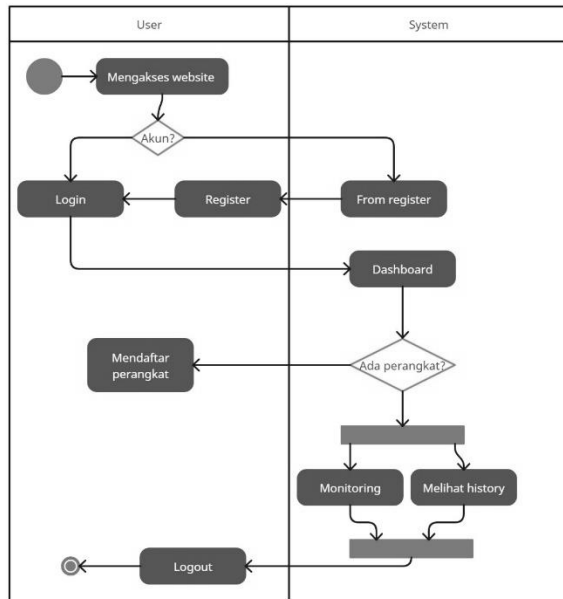 User
System
Mengakses website
Akun?
Login
Register
From register
Dashboard
Mendaftar
perangkat
Ada perangkat?
Monitoring
Melihat history
Logout